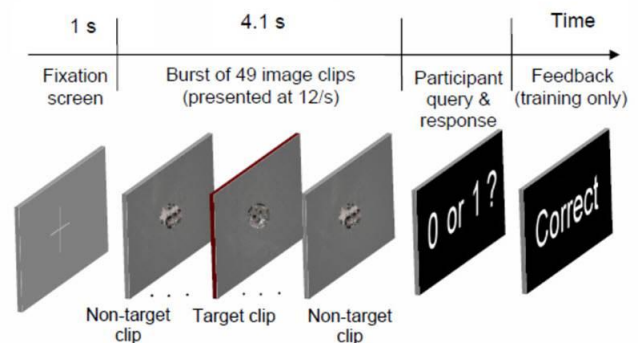 1 s
4.1 s
Time
Fixation
screen
Burst of 49 image clips
(presented at 12/s)
Participant
query &
response
Feedback
(training only)
0 or 1 ?
Correct
Non-target
clip
Target clip
Non-target
clip